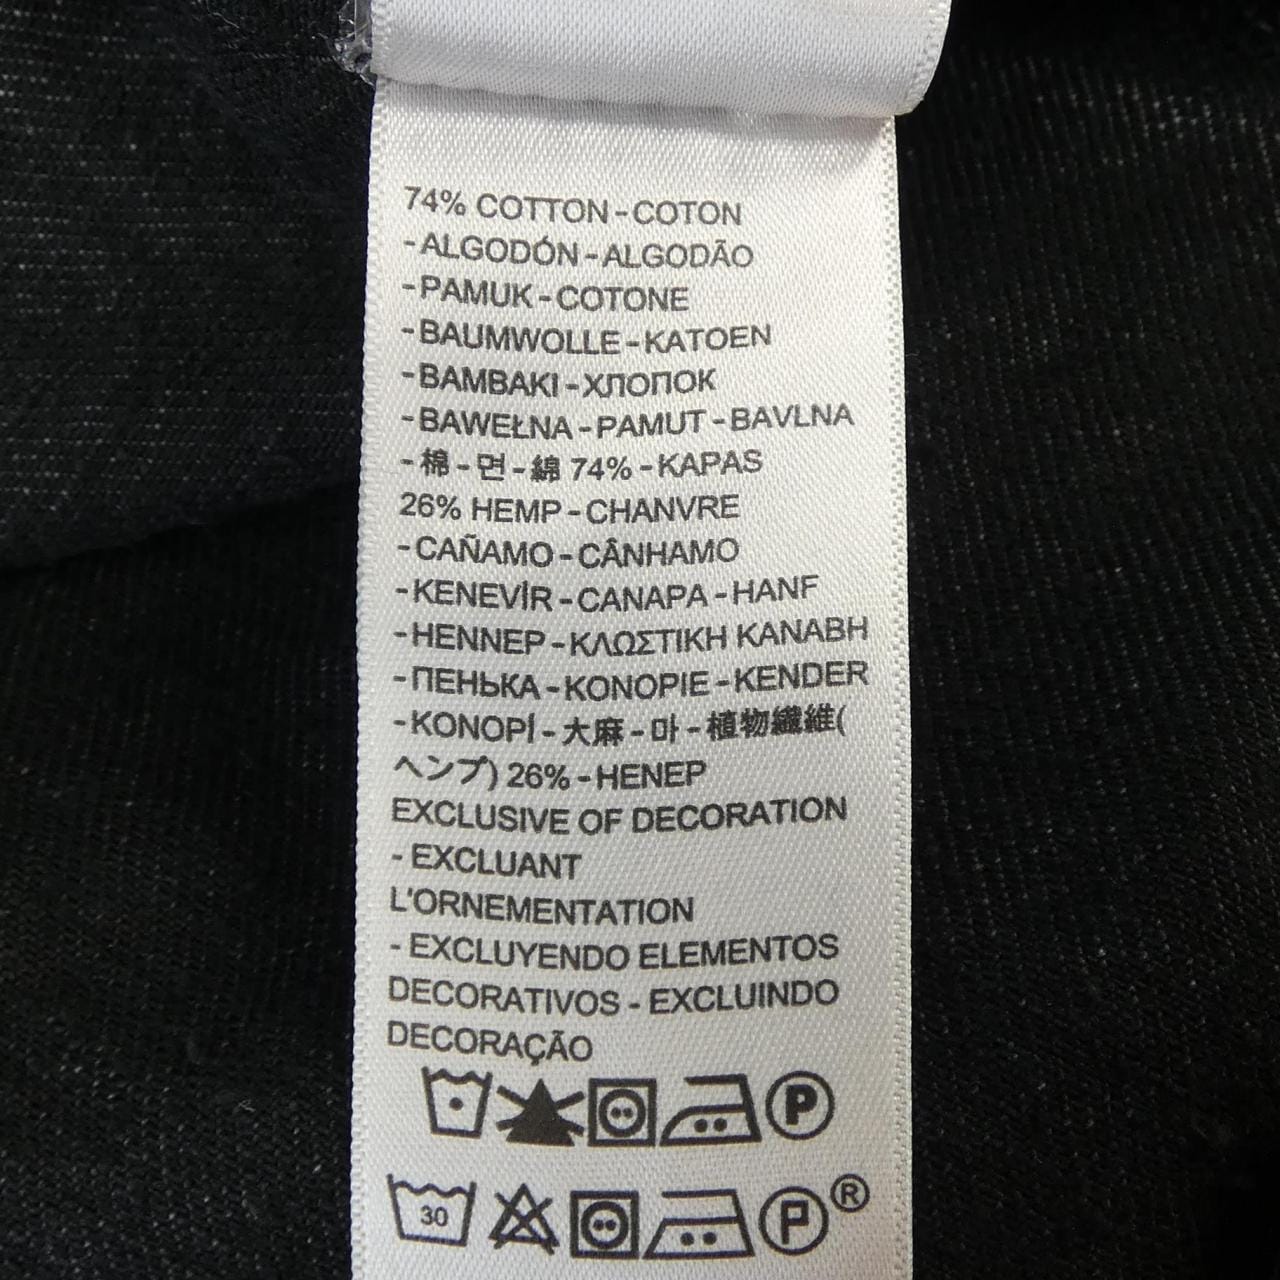 74% COTTON-COTON
-ALGODÓN-ALGODÃO
-PAMUK-COTONE
-BAUMWOLLE-KATOEN
-BAMBAKI-ХЛОПОК
-BAWEŁNA-PAMUT-BAVLNA
-棉-면-綿 74%-KAPAS
26% HEMP-CHANVRE
-CAÑAMO-CÂNHAMO
-KENEVİR-CANAPA-HANF
-HENNEP-ΚΛΩΣΤΙΚΗ ΚΑΝΑΒΗ
-ПЕНЬКА-KONOPIE-KENDER
-KONOPÍ-大麻-마-植物繊維(
ヘンプ) 26%-HENEP
EXCLUSIVE OF DECORATION
- EXCLUANT
L'ORNEMENTATION
- EXCLUYENDO ELEMENTOS
DECORATIVOS - EXCLUINDO
DECORAÇÃO
P
30 P ®